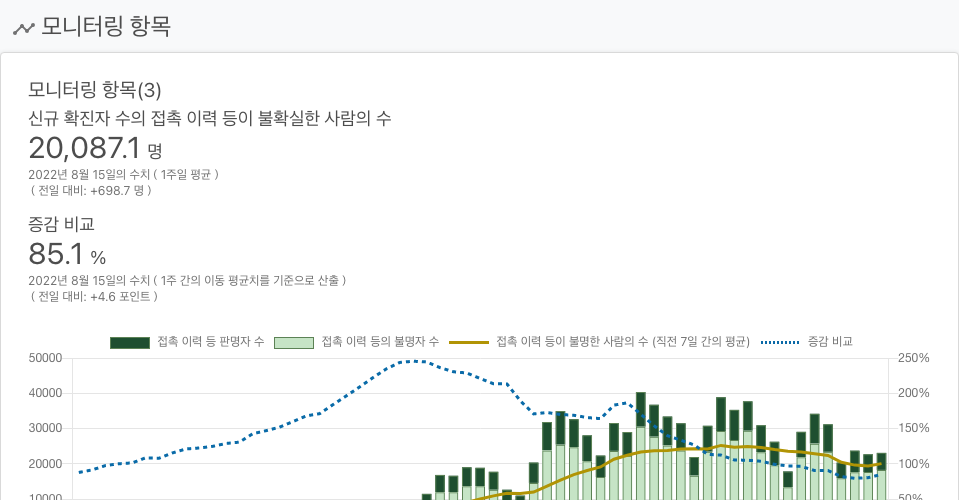 모니터링 항목
모니터링 항목(3)
신규 확진자 수의 접촉 이력 등이 불확실한 사람의 수
20,087.1 명
2022년 8월 15일의 수치 ( 1주일 평균 )
( 전일 대비: +698.7 명 )
증감 비교
85.1 %
2022년 8월 15일의 수치 ( 1주 간의 이동 평균치를 기준으로 산출 )
( 전일 대비: +4.6 포인트 )
접촉 이력 등 판명자 수 접촉 이력 등의 불명자 수 접촉 이력 등이 불명한 사람의 수 (직전 7일 간의 평균) 증감 비교
50000 250%
40000 200%
30000 150%
20000 100%
10000 50%